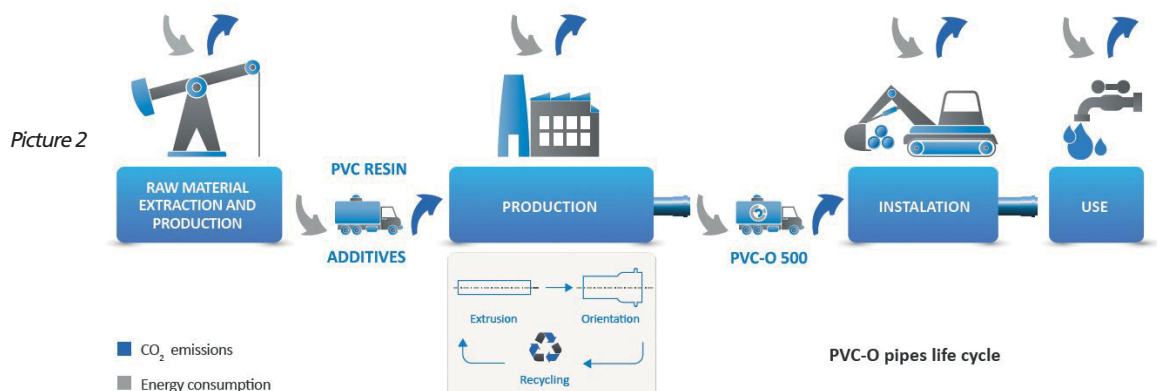 Picture 2
RAW MATERIAL
EXTRACTION AND
PRODUCTION
PVC RESIN
ADDITIVES
PRODUCTION
PVC-O 500
INSTALATION
USE
Extrusion
Orientation
Recycling
CO₂ emissions
Energy consumption
PVC-O pipes life cycle